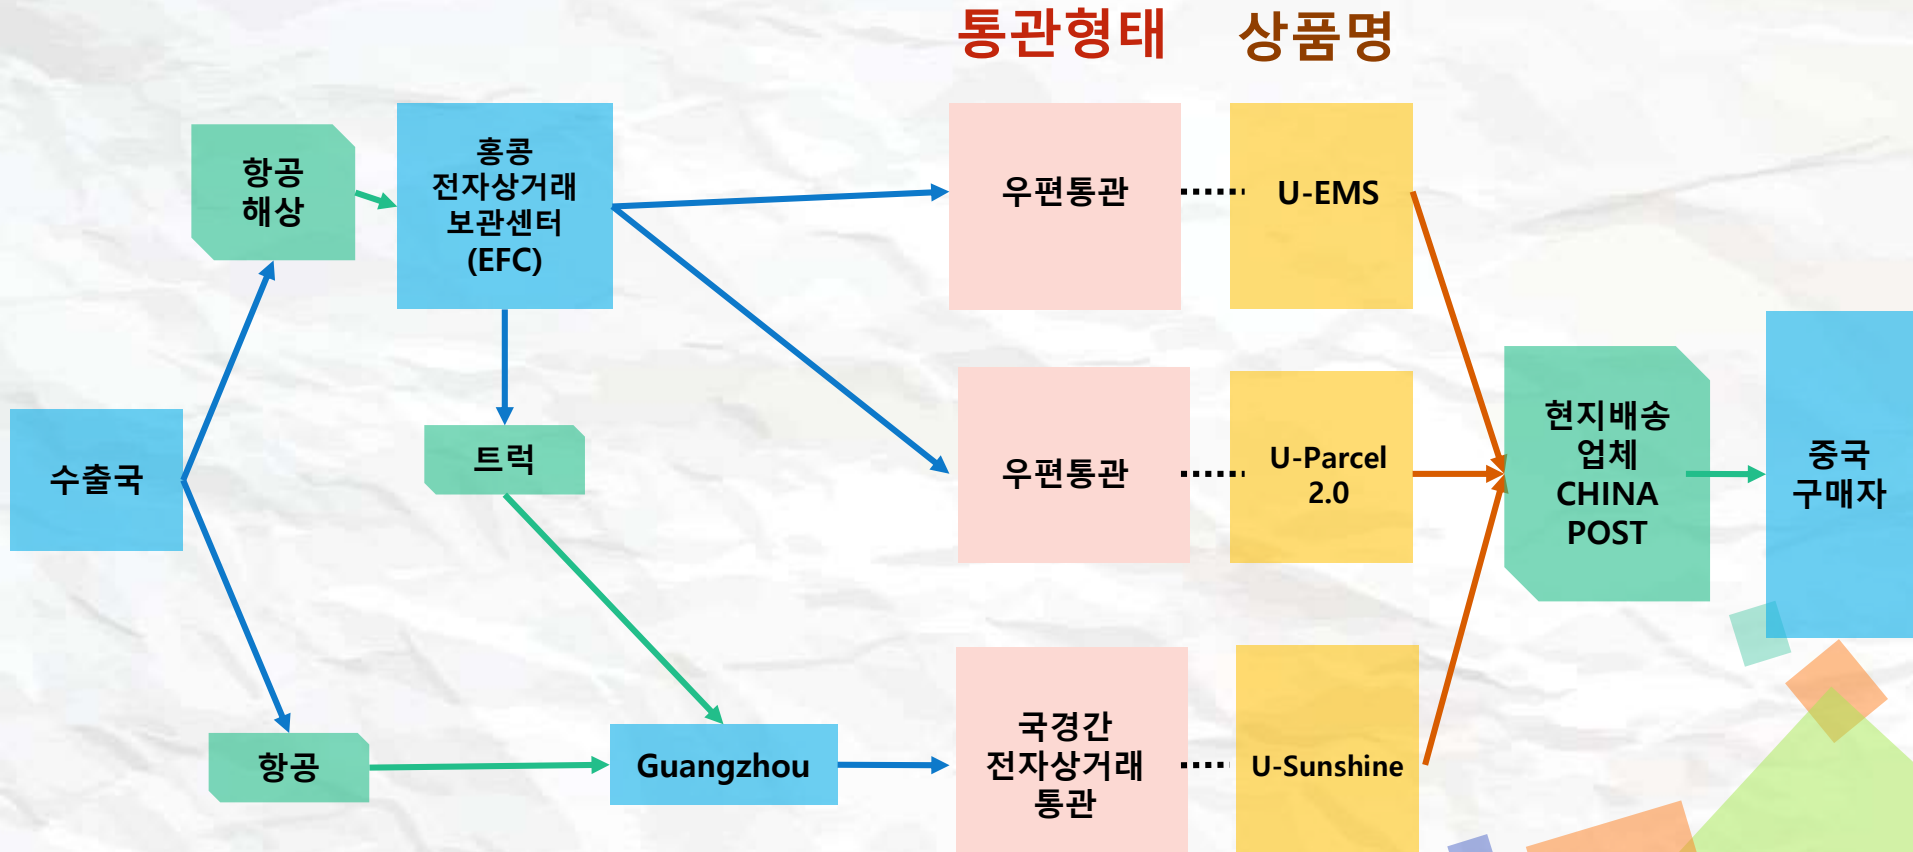 통관형태
상품명
항공
해상
홍콩
전자상거래
보관센터
(EFC)
우편통관
U-EMS
수출국
트럭
우편통관
U-Parcel
2.0
현지배송
업체
CHINA
POST
중국
구매자
항공
Guangzhou
국경간
전자상거래
통관
U-Sunshine